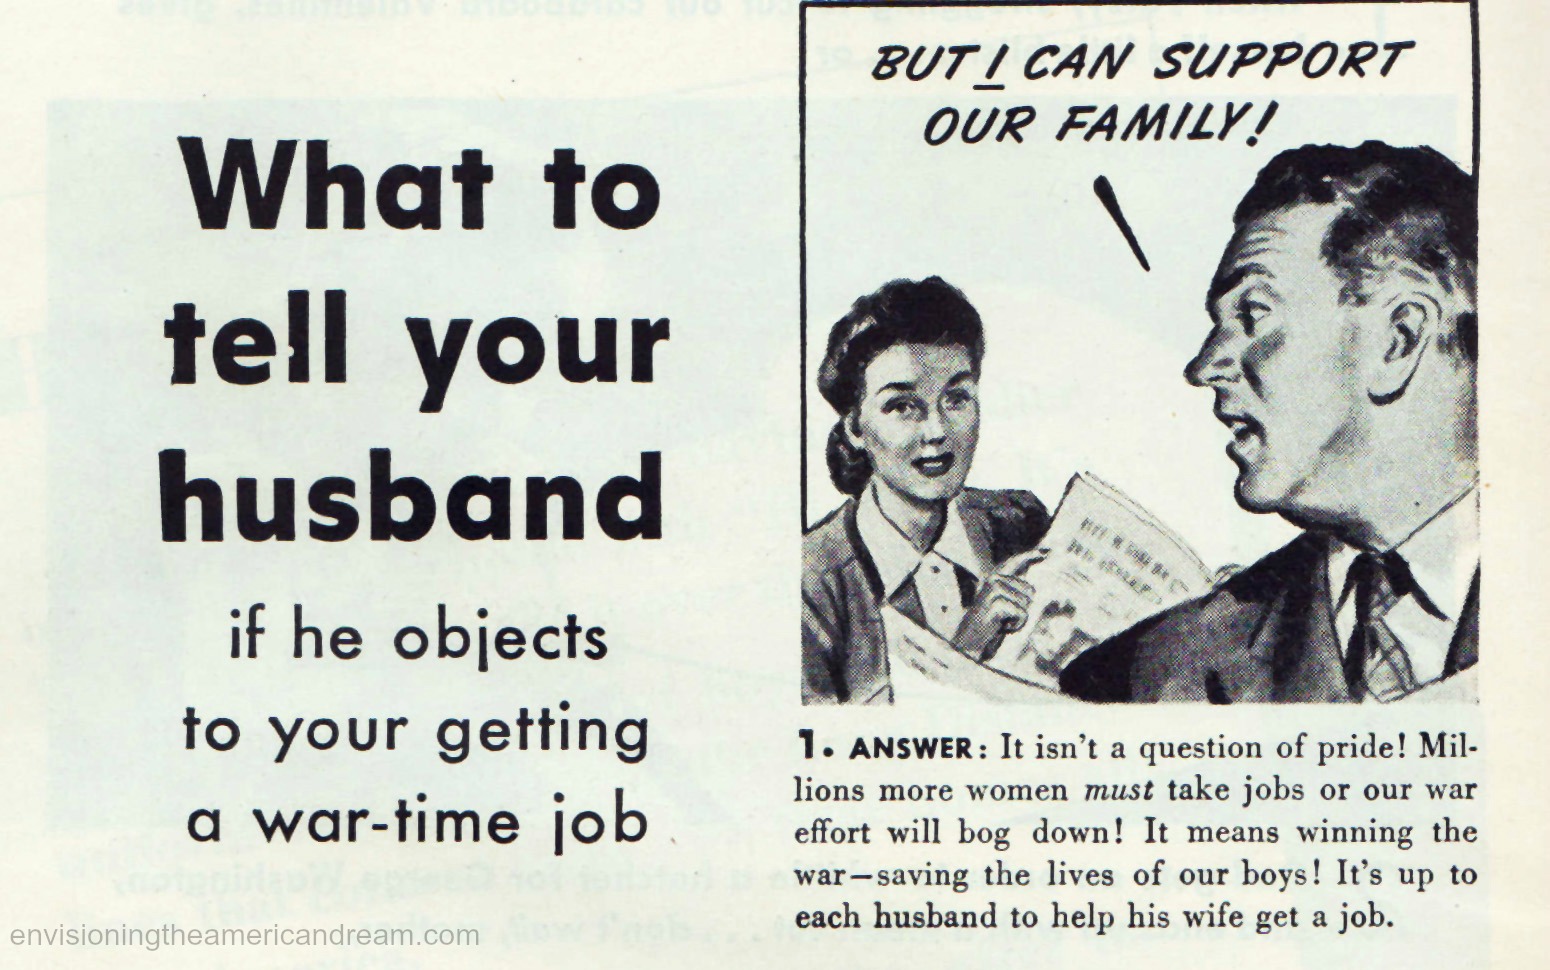 What to
tell your
husband
if he objects
to your getting
a war-time job
BUT I CAN SUPPORT
OUR FAMILY!
1. ANSWER: It isn't a question of pride! Mil-
lions more women must take jobs or our war
effort will bog down! It means winning the
war—saving the lives of our boys! It's up to
each husband to help his wife get a job.
envisioningtheamericandream.com